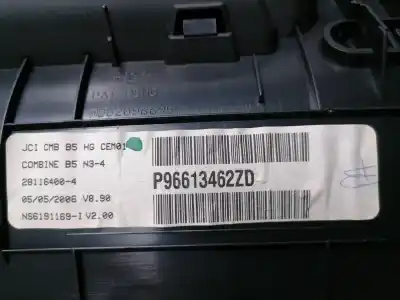 JCI CMB B5 HG CEM01
COMBINE B5 N3-4
28116400-4
05/05/2006 V8.90
NS6191169-I V2.00
P96613462ZD